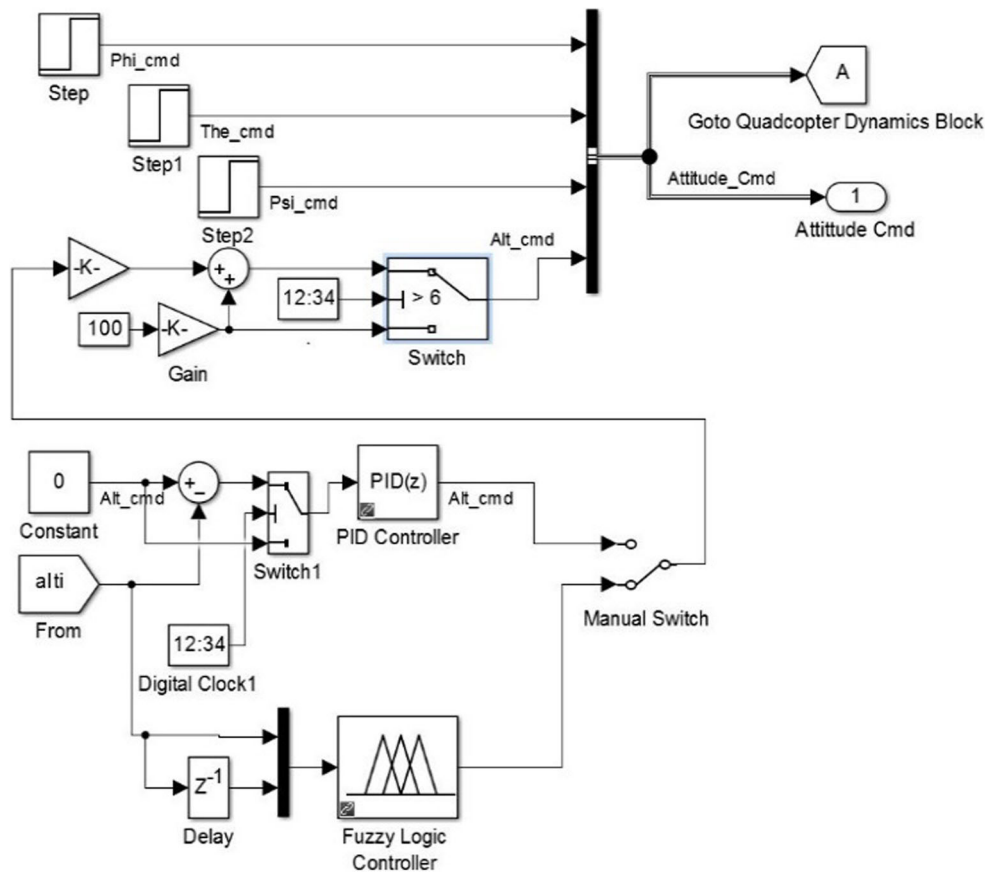 Phi_cmd
Step
The_cmd
Step1
Psi_cmd
Step2
A
Goto Quadcopter Dynamics Block
Attitude_Cmd
1
Attittude Cmd
Alt_cmd
-K-
+
+
12:34
> 6
Switch
100
-K-
Gain
0
Alt_cmd
Constant
+
-
Switch1
PID(z)
Alt_cmd
PID Controller
alti
From
Manual Switch
12:34
Digital Clock1
Z-1
Delay
Fuzzy Logic
Controller